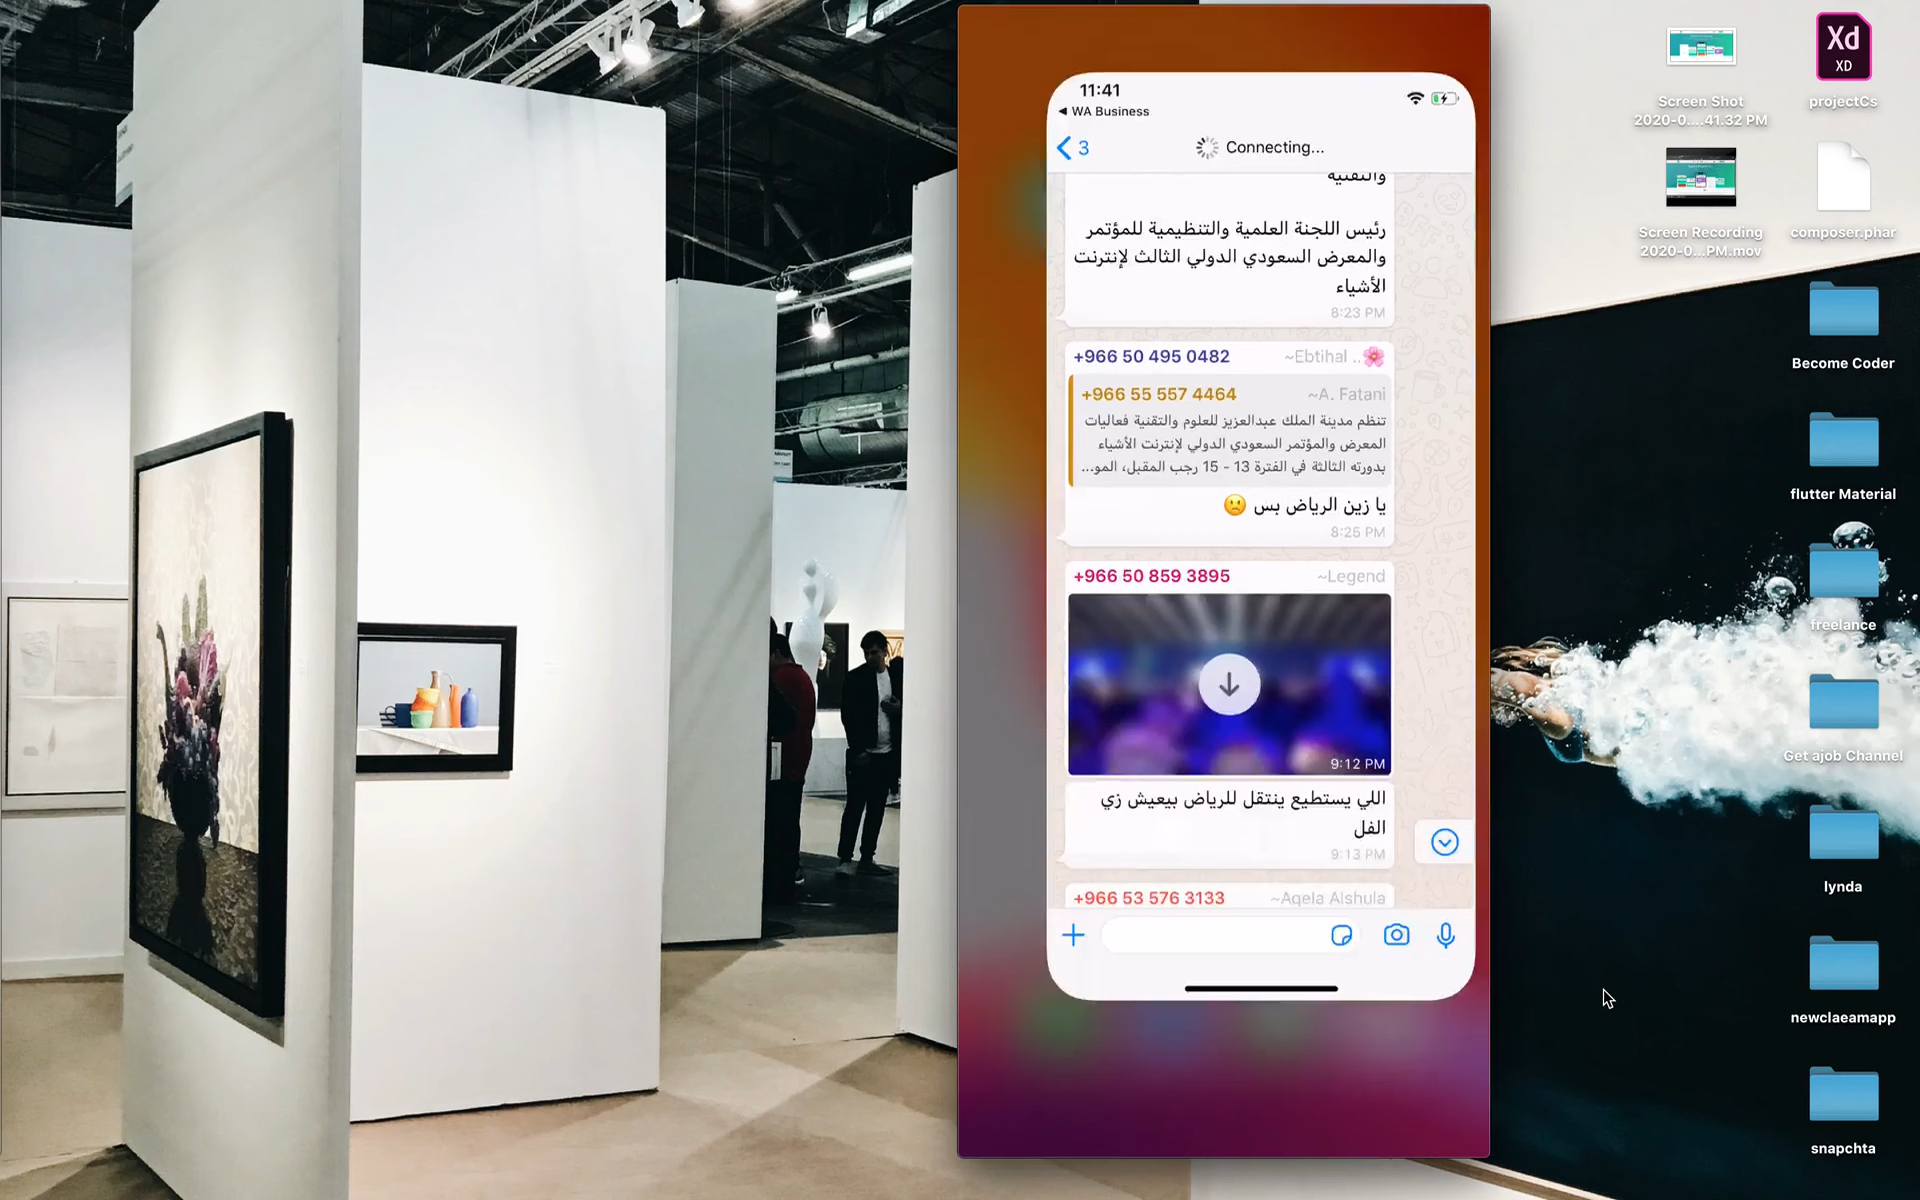 11:41
WA Business
3
Connecting...
والتقنية
رئيس اللجنة العلمية والتنظيمية للمؤتمر
والمعرض السعودي الدولي الثالث لإنترنت
الأشياء
8:23 PM
+966 50 495 0482 ~Ebtihal ..🌸
+966 55 557 4464 ~A. Fatani
تنظم مدينة الملك عبدالعزيز للعلوم والتقنية فعاليات
المعرض والمؤتمر السعودي الدولي لإنترنت الأشياء
بدورته الثالثة في الفترة 13 - 15 رجب المقبل، المو...
يا زين الرياض بس 🙁
8:25 PM
+966 50 859 3895 ~Legend
9:12 PM
اللي يستطيع ينتقل للرياض بيعيش زي
الفل
9:13 PM
+966 53 576 3133 ~Aqela Alshula
Screen Shot
2020-0....41.32 PM
Xd
XD
projectCs
Screen Recording
2020-0...PM.mov
composer.phar
Become Coder
flutter Material
freelance
Get ajob Channel
lynda
newclaeamapp
snapchta